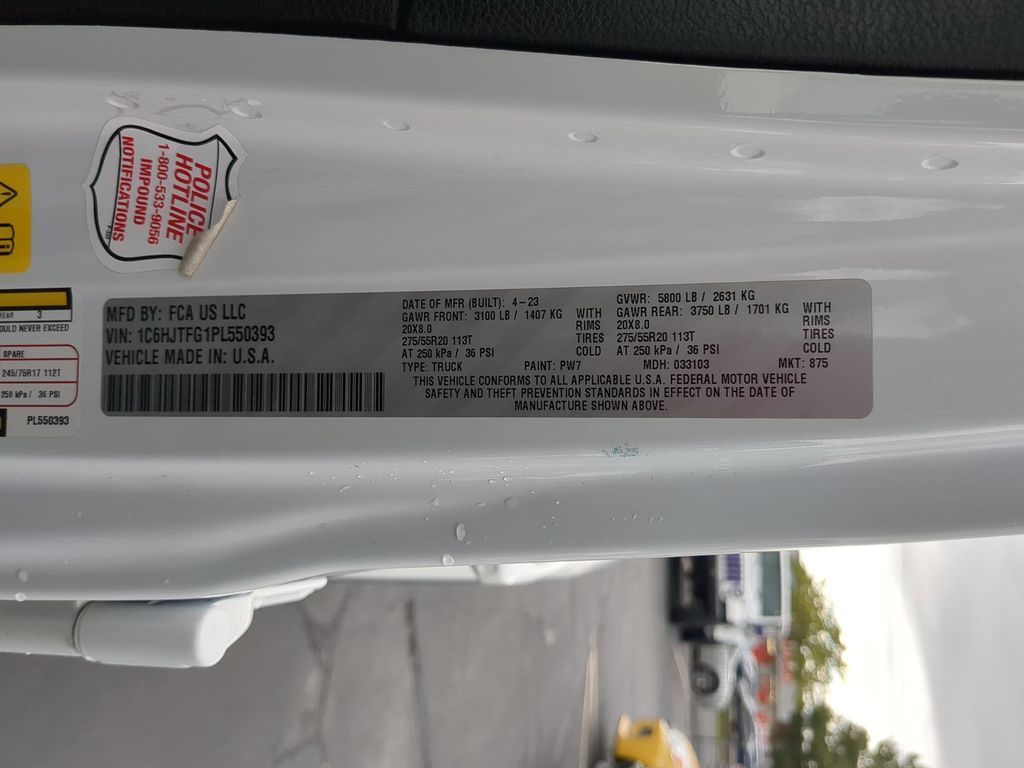 POLICE
HOTLINE
1-800-533-9056
IMPOUND
NOTIFICATIONS
3
OULD NEVER EXCEED
SPARE
245/75R17 112T
250 kPa / 36 PSI
PL550393
MFD BY: FCA US LLC
VIN: 1C6HJTFG1PL550393
VEHICLE MADE IN: U.S.A.
DATE OF MFR (BUILT): 4-23
GAWR FRONT: 3100 LB / 1407 KG WITH
20X8.0 RIMS
275/55R20 113T TIRES
AT 250 kPa / 36 PSI COLD
GVWR: 5800 LB / 2631 KG
GAWR REAR: 3750 LB / 1701 KG WITH
20X8.0 RIMS
275/55R20 113T TIRES
AT 250 kPa / 36 PSI COLD
TYPE: TRUCK PAINT: PW7 MDH: 033103 MKT: 875
THIS VEHICLE CONFORMS TO ALL APPLICABLE U.S.A. FEDERAL MOTOR VEHICLE
SAFETY AND THEFT PREVENTION STANDARDS IN EFFECT ON THE DATE OF
MANUFACTURE SHOWN ABOVE.